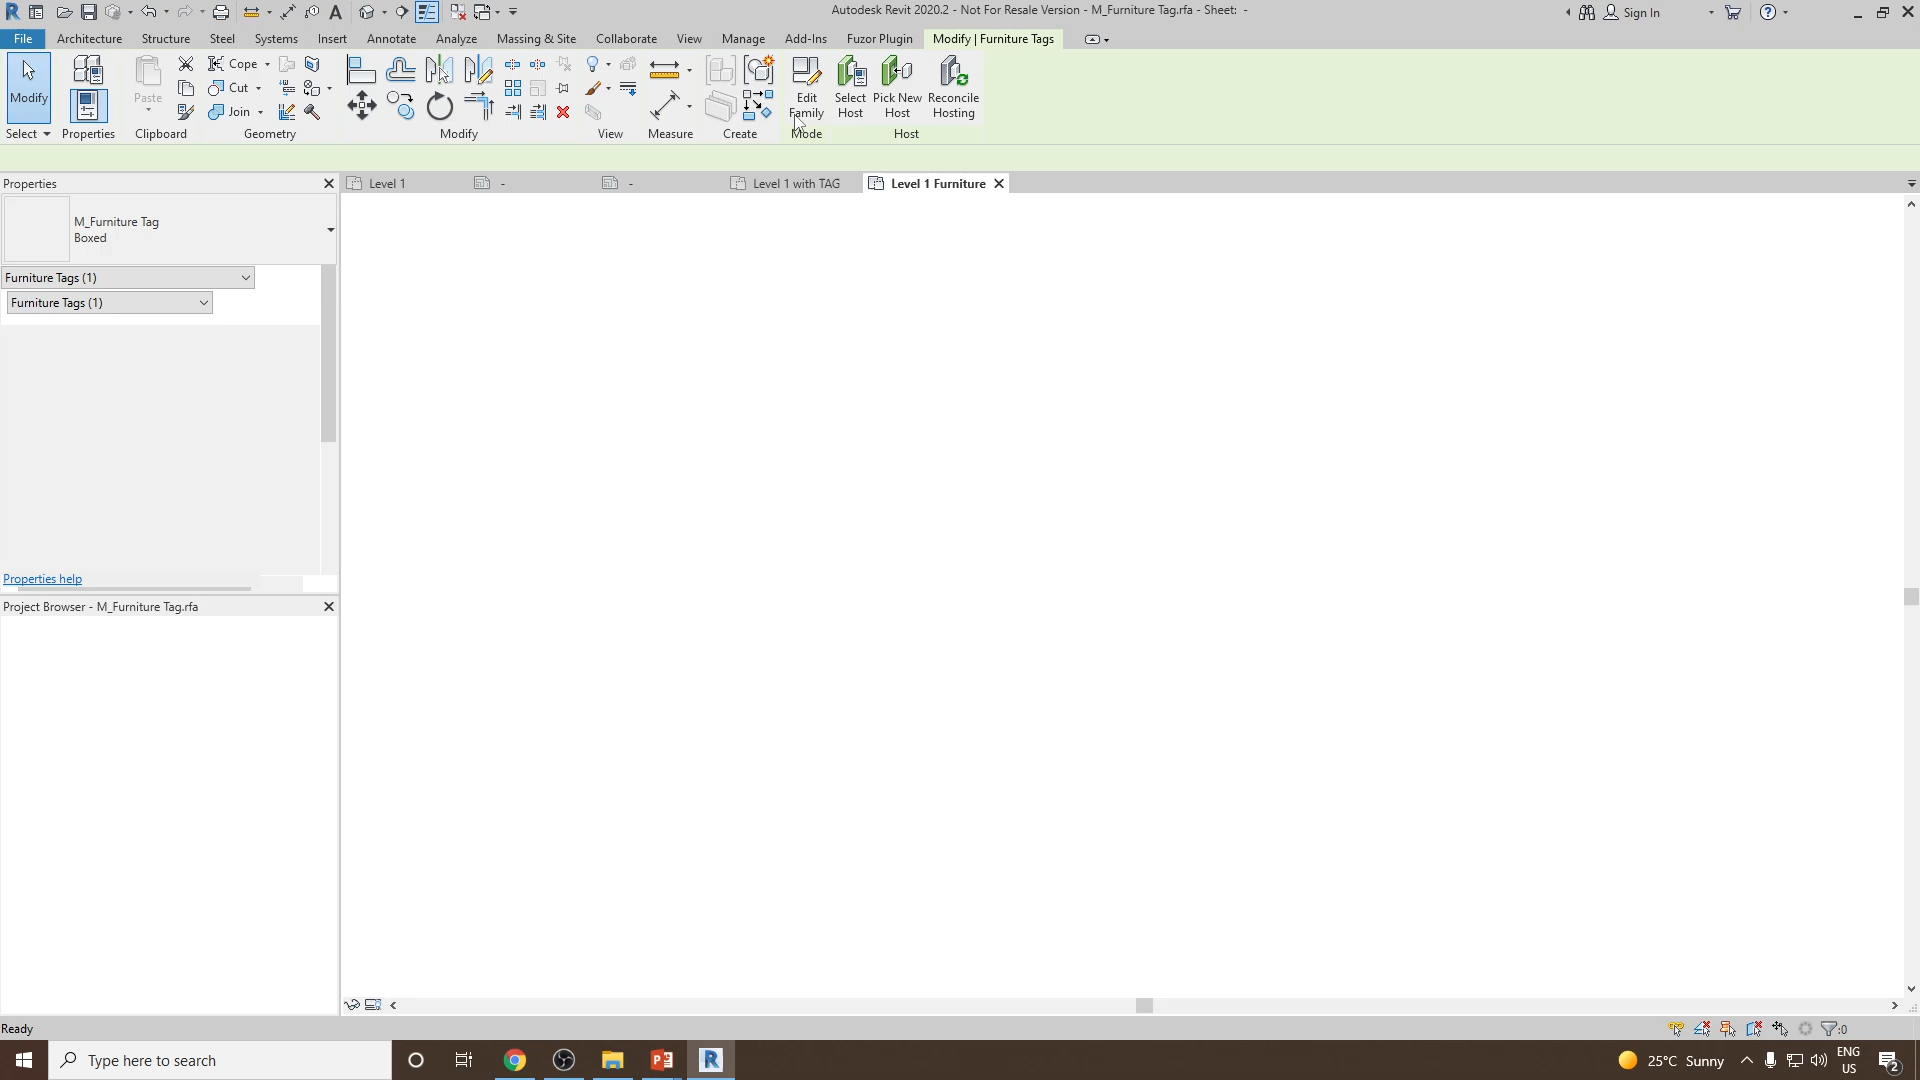 Autodesk Revit 2020.2 - Not For Resale Version - M_Furniture Tag.rfa - Sheet: -
Sign In
File Architecture Structure Steel Systems Insert Annotate Analyze Massing & Site Collaborate View Manage Add-Ins Fuzor Plugin Modify | Furniture Tags
Modify
Paste
Cope
Cut
Join
Edit Family
Select Host
Pick New Host
Reconcile Hosting
Select Properties Clipboard Geometry Modify View Measure Create Mode Host
Properties
Level 1 - - Level 1 with TAG Level 1 Furniture
M_Furniture Tag
Boxed
Furniture Tags (1)
Furniture Tags (1)
Properties help
Project Browser - M_Furniture Tag.rfa
Ready
:0
Type here to search
25°C Sunny
ENG
US
2